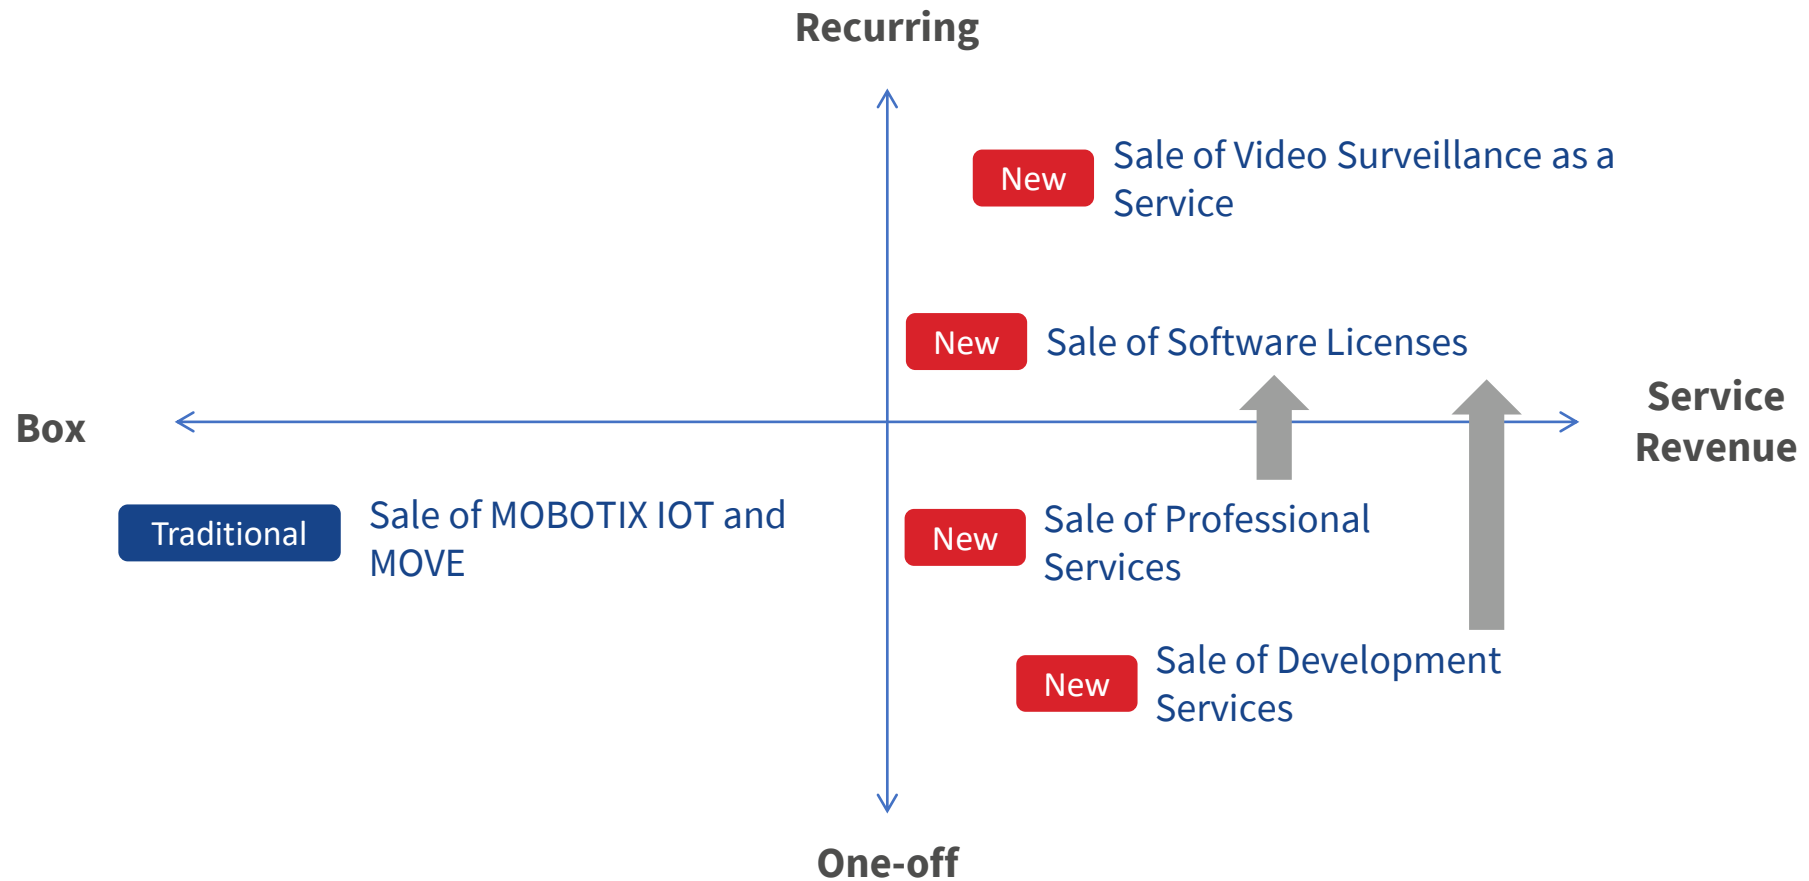 Recurring
New
Sale of Video Surveillance as a
Service
New
Sale of Software Licenses
Box
Service
Revenue
Traditional
Sale of MOBOTIX IOT and
MOVE
New
Sale of Professional
Services
New
Sale of Development
Services
One-off